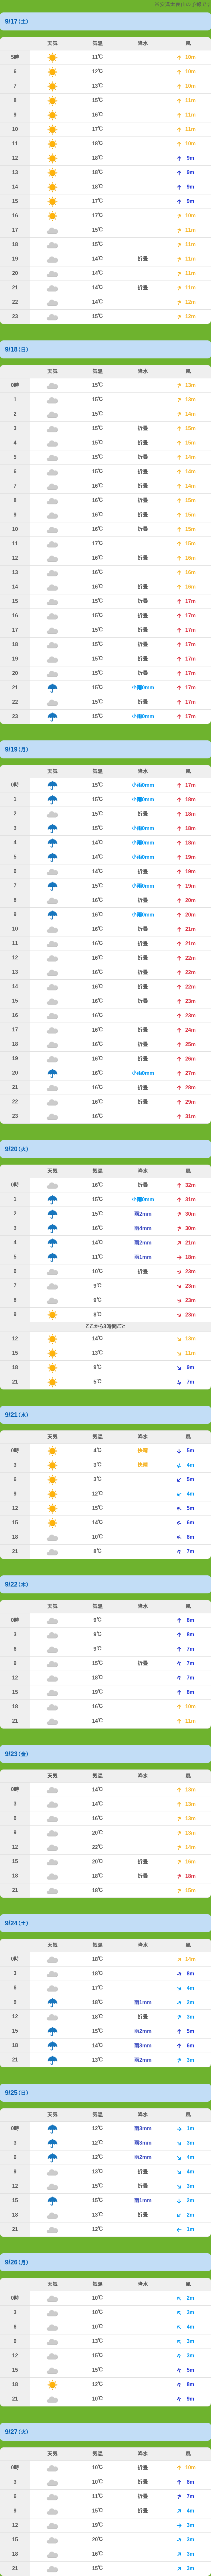 9/17(土)
天気 気温 降水 風
5時 11℃ 10m
6 12℃ 10m
7 13℃ 10m
8 15℃ 11m
9 16℃ 11m
10 17℃ 11m
11 18℃ 10m
12 18℃ 9m
13 18℃ 9m
14 18℃ 9m
15 17℃ 9m
16 17℃ 10m
17 15℃ 11m
18 15℃ 11m
19 14℃ 折畳 11m
20 14℃ 11m
21 14℃ 折畳 11m
22 14℃ 12m
23 15℃ 12m
9/18(日)
天気 気温 降水 風
0時 15℃ 13m
1 15℃ 13m
2 15℃ 14m
3 15℃ 折畳 15m
4 15℃ 折畳 15m
5 15℃ 折畳 14m
6 15℃ 折畳 14m
7 16℃ 折畳 14m
8 16℃ 折畳 15m
9 16℃ 折畳 15m
10 16℃ 折畳 15m
11 17℃ 15m
12 16℃ 折畳 16m
13 16℃ 16m
14 16℃ 折畳 16m
15 15℃ 折畳 17m
16 15℃ 折畳 17m
17 15℃ 折畳 17m
18 15℃ 折畳 17m
19 15℃ 折畳 17m
20 15℃ 折畳 17m
21 15℃ 小雨0mm 17m
22 15℃ 折畳 17m
23 15℃ 小雨0mm 17m
9/19(月)
天気 気温 降水 風
0時 15℃ 小雨0mm 17m
1 15℃ 小雨0mm 18m
2 15℃ 折畳 18m
3 15℃ 小雨0mm 18m
4 14℃ 小雨0mm 18m
5 14℃ 小雨0mm 19m
6 14℃ 折畳 19m
7 15℃ 小雨0mm 19m
8 16℃ 折畳 20m
9 16℃ 小雨0mm 20m
10 16℃ 折畳 21m
11 16℃ 折畳 21m
12 16℃ 折畳 22m
13 16℃ 折畳 22m
14 16℃ 折畳 22m
15 16℃ 折畳 23m
16 16℃ 23m
17 16℃ 折畳 24m
18 16℃ 折畳 25m
19 16℃ 折畳 26m
20 16℃ 小雨0mm 27m
21 16℃ 折畳 28m
22 16℃ 折畳 29m
23 16℃ 31m
9/20(火)
天気 気温 降水 風
0時 16℃ 折畳 32m
1 15℃ 小雨0mm 31m
2 15℃ 雨2mm 30m
3 16℃ 雨4mm 30m
4 14℃ 雨2mm 21m
5 11℃ 雨1mm 18m
6 10℃ 折畳 23m
7 9℃ 23m
8 9℃ 23m
9 8℃ 23m
ここから3時間ごと
12 14℃ 13m
15 13℃ 11m
18 9℃ 9m
21 5℃ 7m
9/21(水)
天気 気温 降水 風
0時 4℃ 快晴 5m
3 3℃ 快晴 4m
6 3℃ 5m
9 12℃ 4m
12 15℃ 5m
15 14℃ 6m
18 10℃ 8m
21 8℃ 7m
9/22(木)
天気 気温 降水 風
0時 9℃ 8m
3 9℃ 8m
6 9℃ 7m
9 15℃ 折畳 7m
12 18℃ 7m
15 19℃ 8m
18 16℃ 10m
21 14℃ 11m
9/23(金)
天気 気温 降水 風
0時 14℃ 13m
3 14℃ 13m
6 16℃ 13m
9 20℃ 13m
12 22℃ 14m
15 20℃ 折畳 16m
18 18℃ 折畳 18m
21 18℃ 15m
9/24(土)
天気 気温 降水 風
0時 18℃ 14m
3 18℃ 8m
6 17℃ 4m
9 18℃ 雨1mm 2m
12 18℃ 折畳 3m
15 15℃ 雨2mm 5m
18 14℃ 雨3mm 6m
21 13℃ 雨2mm 3m
9/25(日)
天気 気温 降水 風
0時 12℃ 雨3mm 1m
3 12℃ 雨3mm 3m
6 12℃ 雨2mm 4m
9 13℃ 折畳 4m
12 15℃ 折畳 3m
15 15℃ 雨1mm 2m
18 13℃ 折畳 2m
21 12℃ 1m
9/26(月)
天気 気温 降水 風
0時 10℃ 2m
3 10℃ 3m
6 10℃ 4m
9 13℃ 3m
12 15℃ 3m
15 15℃ 5m
18 12℃ 8m
21 10℃ 9m
9/27(火)
天気 気温 降水 風
0時 10℃ 折畳 10m
3 10℃ 折畳 8m
6 11℃ 折畳 7m
9 15℃ 折畳 4m
12 19℃ 3m
15 20℃ 3m
18 16℃ 3m
21 15℃ 3m